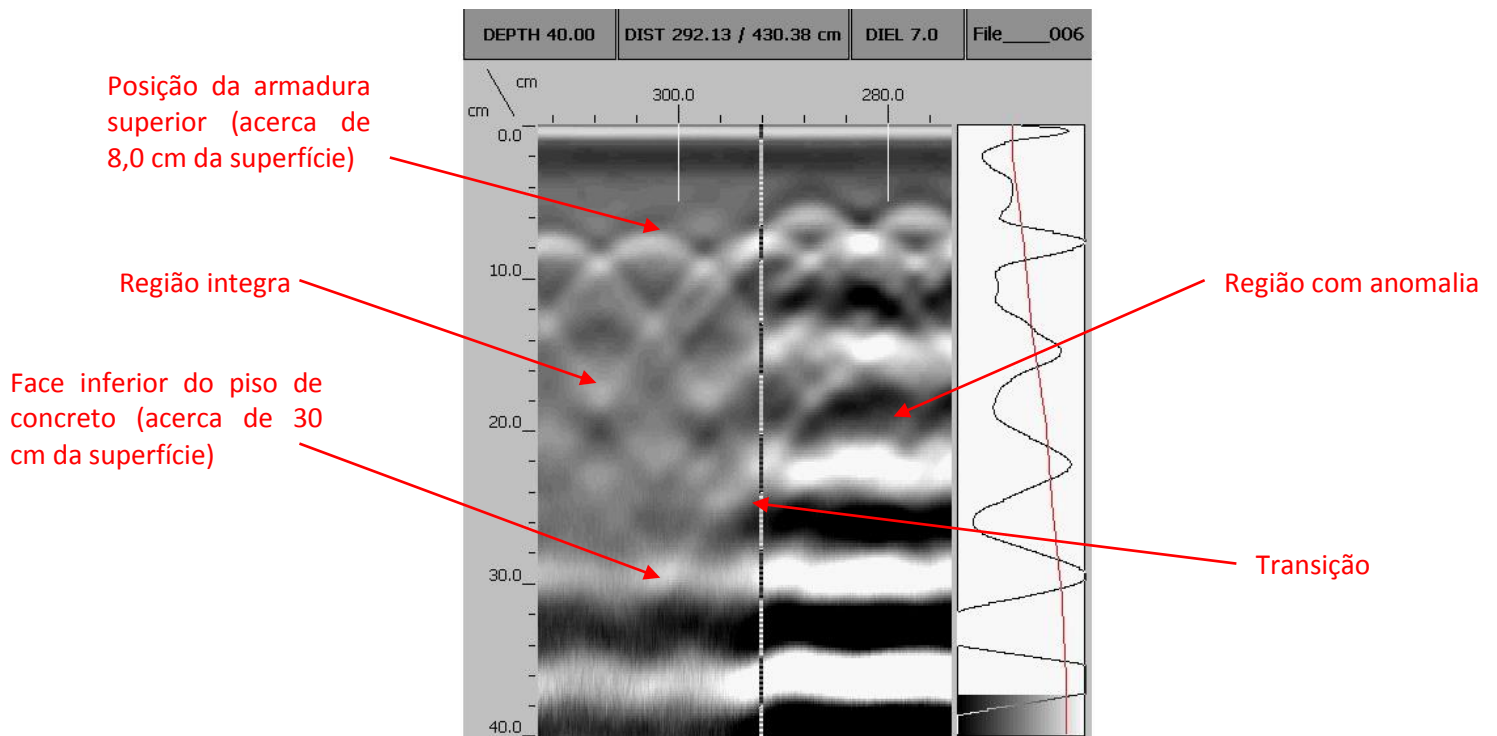 DEPTH 40.00
DIST 292.13 / 430.38 cm
DIEL 7.0
File____006
cm
cm
300.0
280.0
0.0
10.0
20.0
30.0
40.0
Posição da armadura
superior (acerca de
8,0 cm da superfície)
Região integra
Face inferior do piso de
concreto (acerca de 30
cm da superfície)
Região com anomalia
Transição